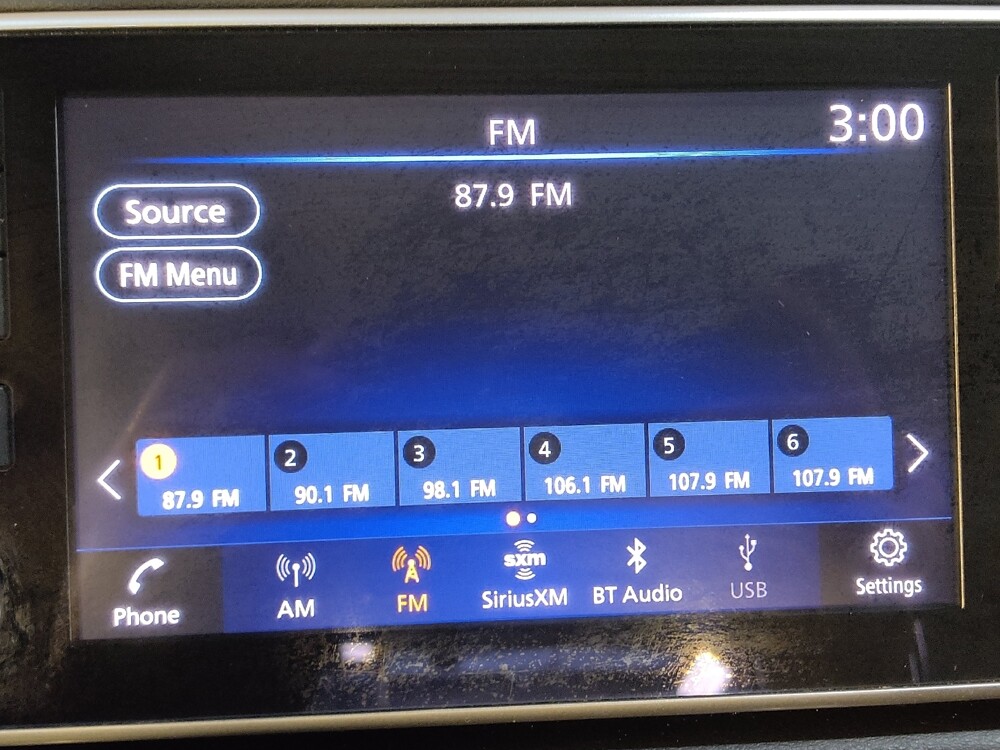 FM
3:00
87.9 FM
Source
FM Menu
1
87.9 FM
2
90.1 FM
3
98.1 FM
4
106.1 FM
5
107.9 FM
6
107.9 FM
Phone
AM
FM
sxm
SiriusXM
BT Audio
USB
Settings